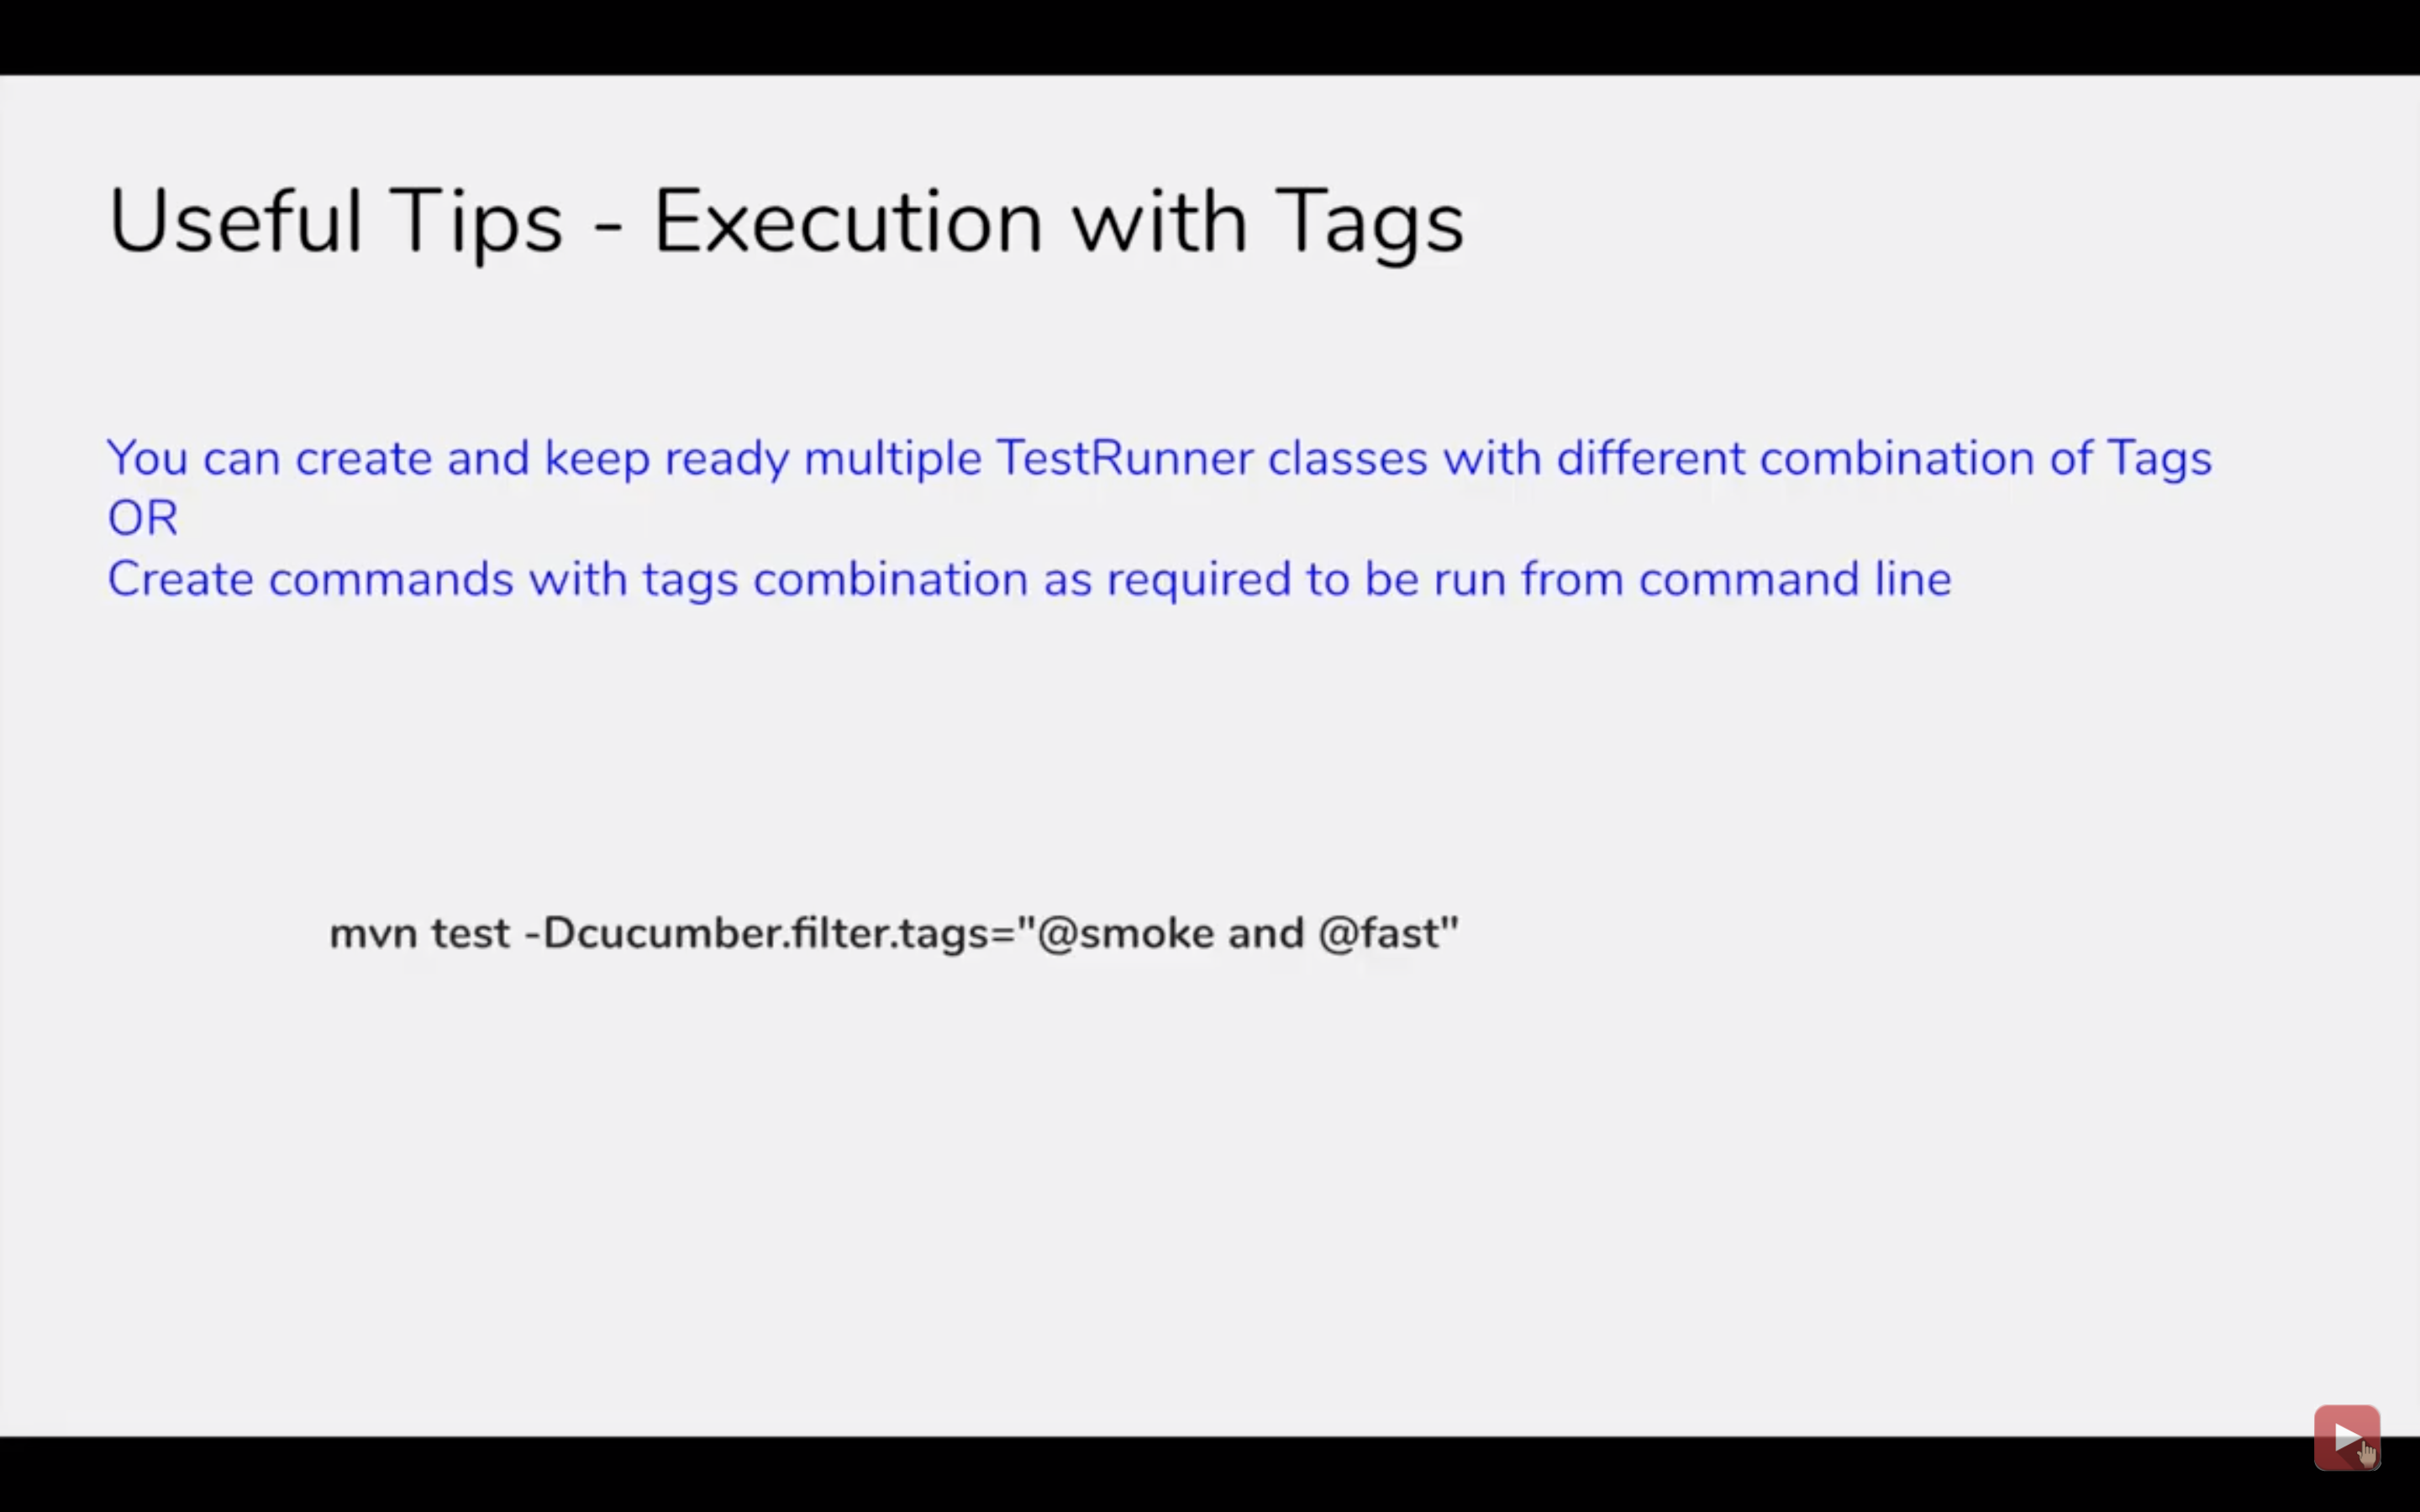 Useful Tips - Execution with Tags
You can create and keep ready multiple TestRunner classes with different combination of Tags
OR
Create commands with tags combination as required to be run from command line
mvn test -Dcucumber.filter.tags="@smoke and @fast"